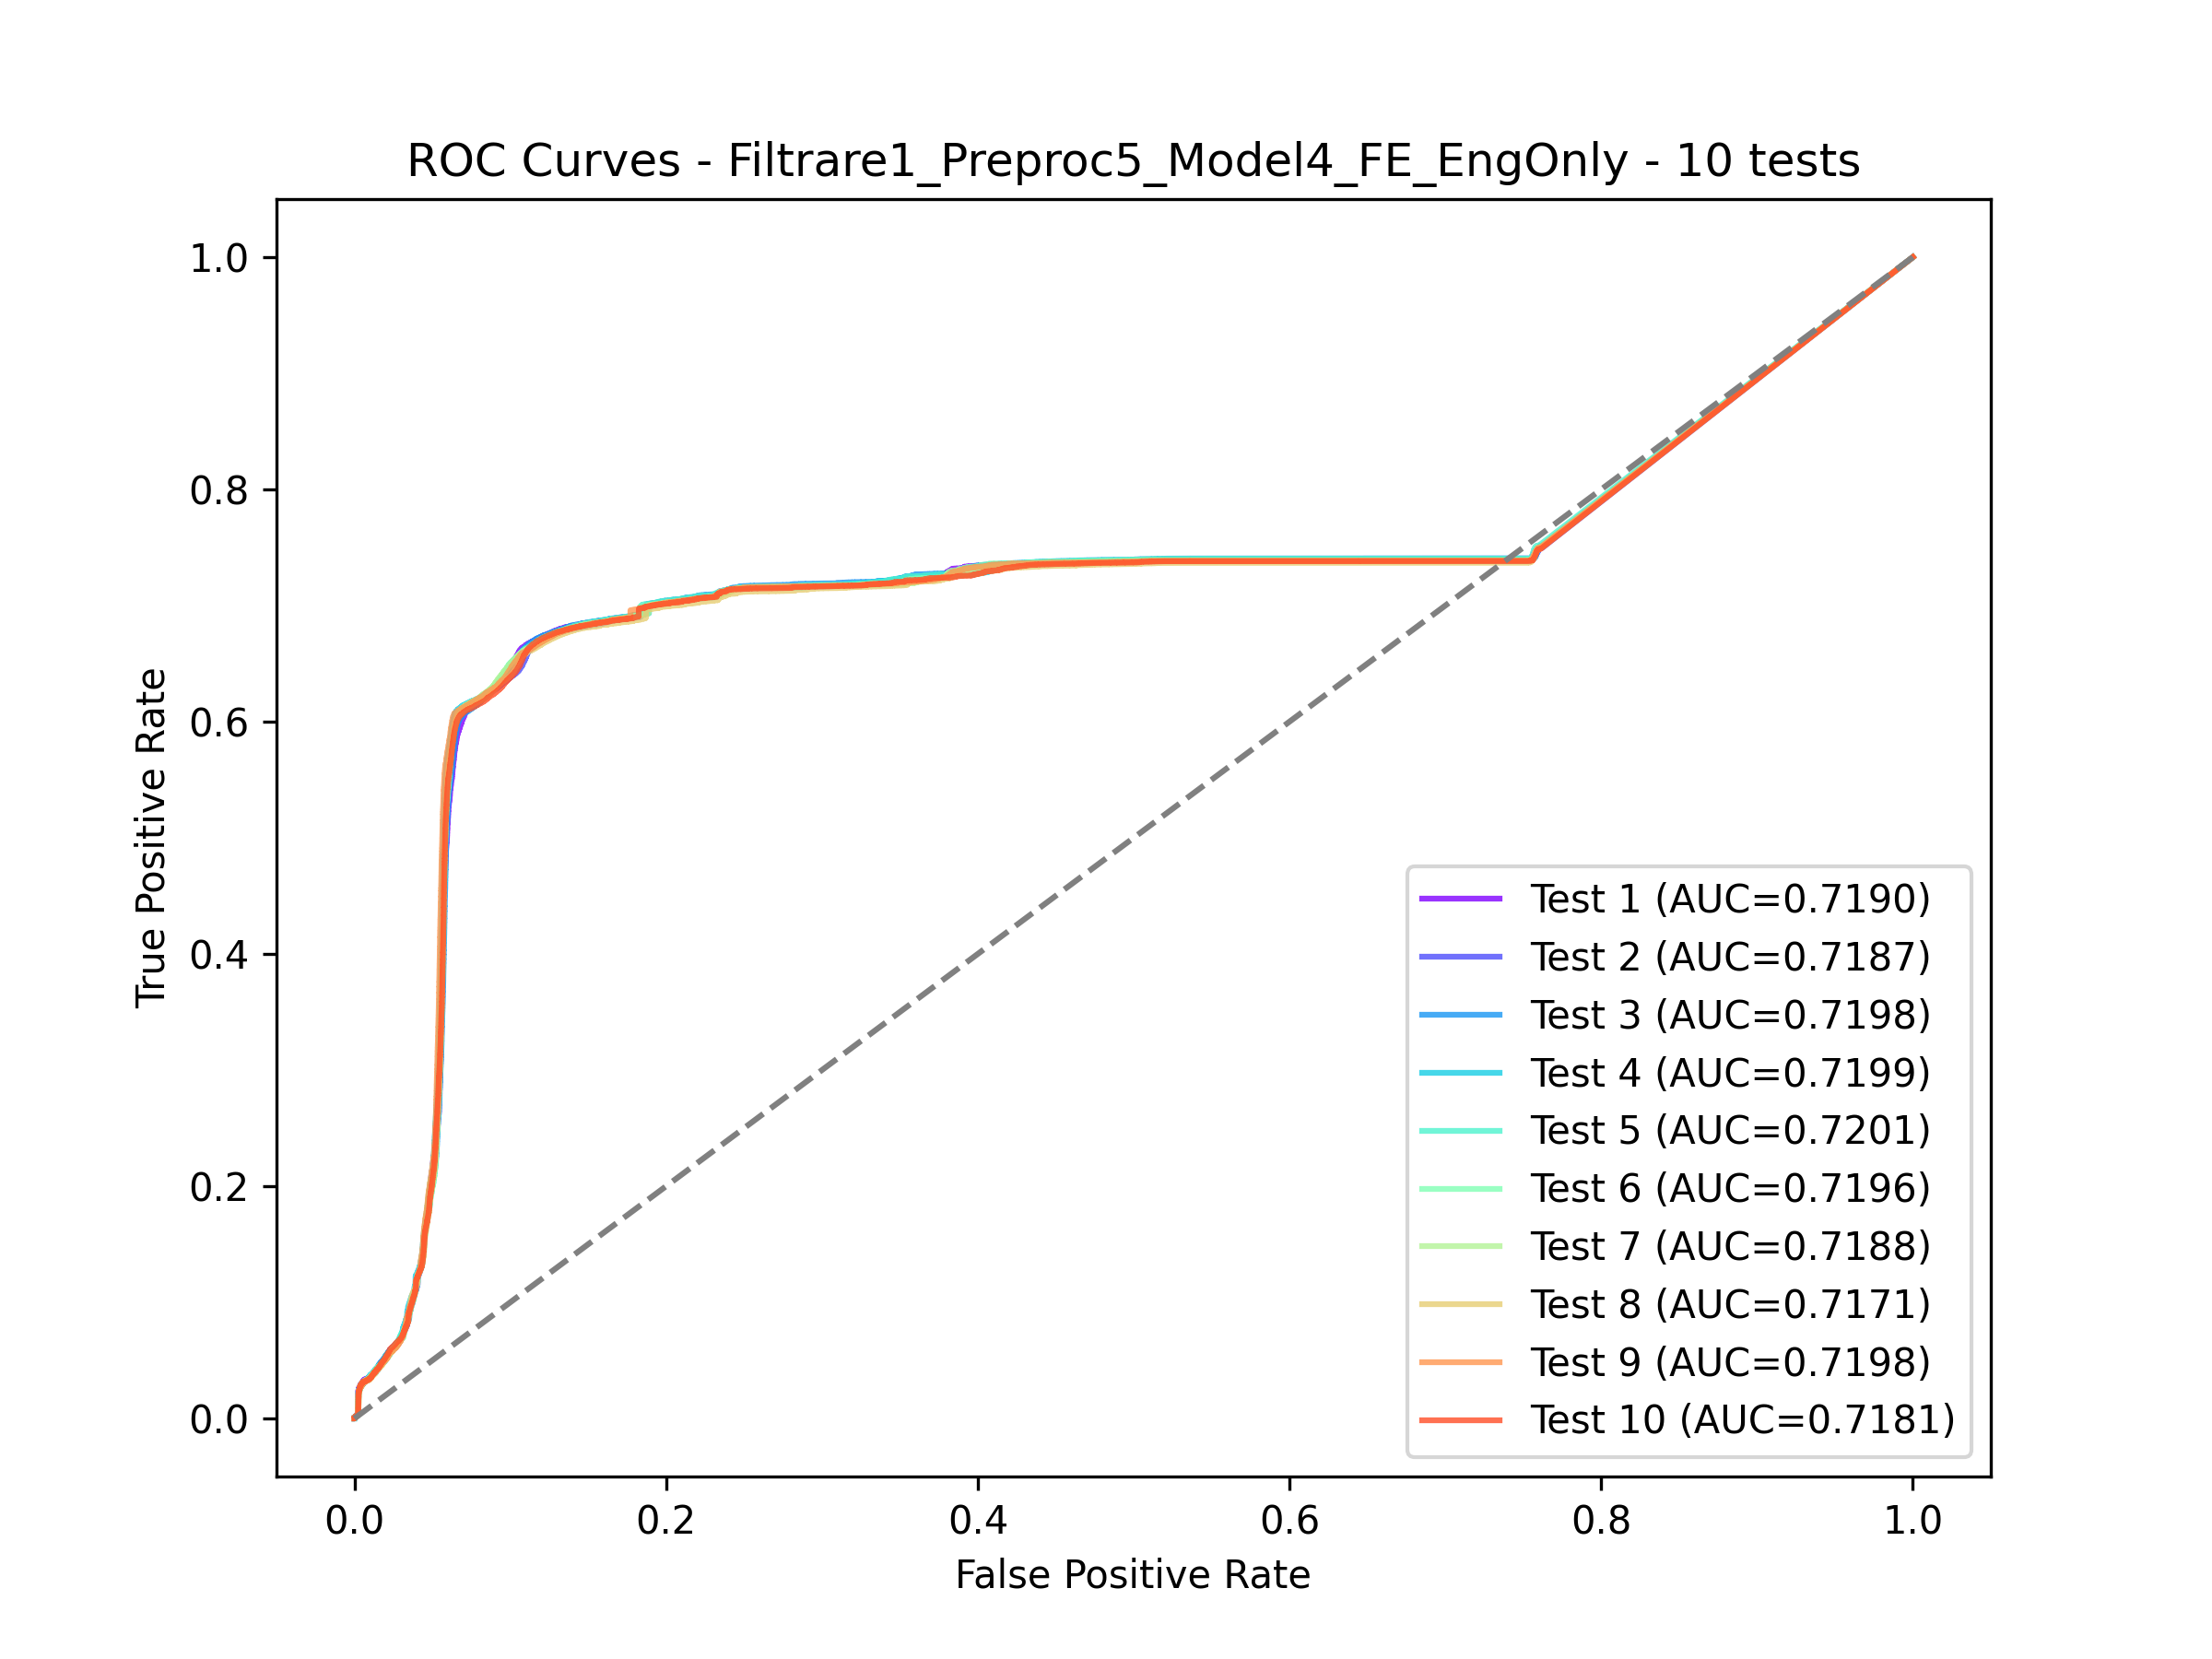 ROC Curves - Filtrare1_Preproc5_Model4_FE_EngOnly - 10 tests
True Positive Rate
1.0
0.8
0.6
0.4
0.2
0.0
Test 1 (AUC=0.7190)
Test 2 (AUC=0.7187)
Test 3 (AUC=0.7198)
Test 4 (AUC=0.7199)
Test 5 (AUC=0.7201)
Test 6 (AUC=0.7196)
Test 7 (AUC=0.7188)
Test 8 (AUC=0.7171)
Test 9 (AUC=0.7198)
Test 10 (AUC=0.7181)
0.0 0.2 0.4 0.6 0.8 1.0
False Positive Rate